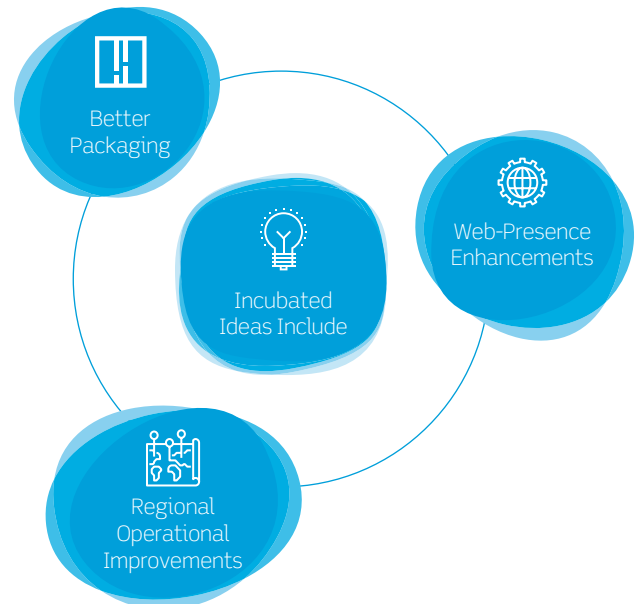 Better
Packaging
Web-Presence
Enhancements
Incubated
Ideas Include
Regional
Operational
Improvements